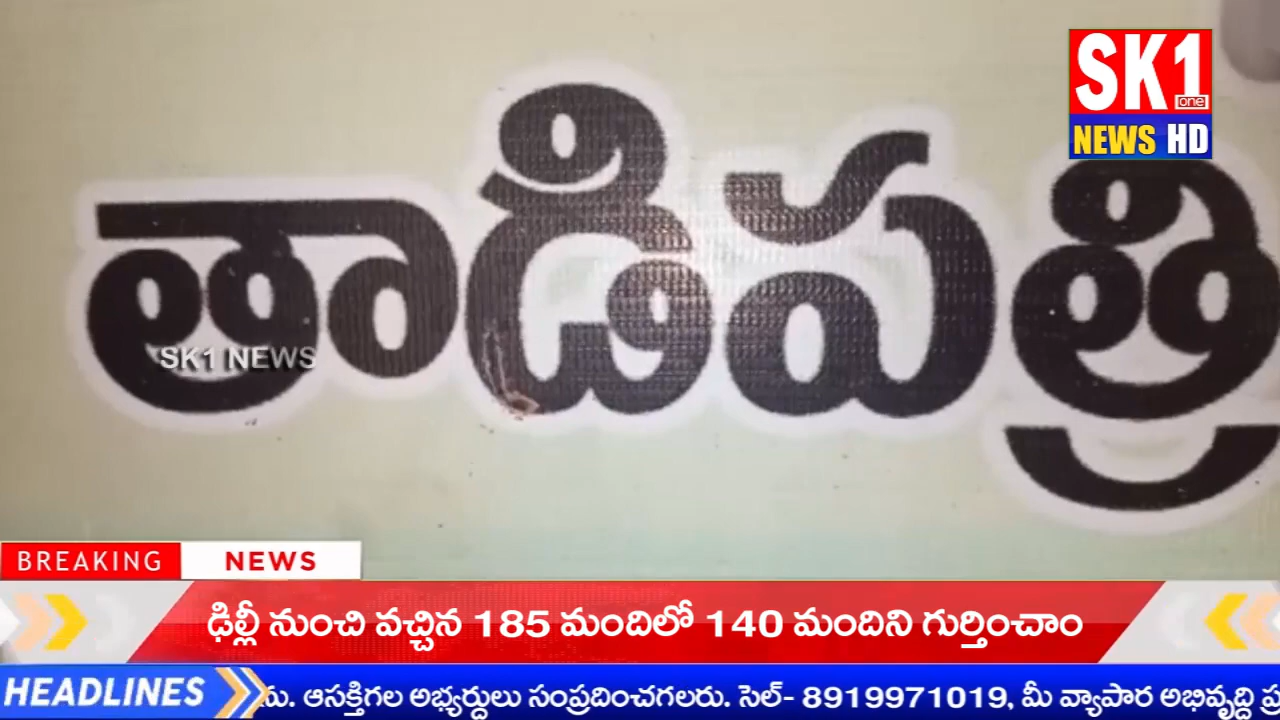 SK1
one
NEWS HD
తాడిపత్రి
SK1 NEWS
BREAKING NEWS
ఢిల్లీ నుంచి వచ్చిన 185 మందిలో 140 మందిని గుర్తించాం
HEADLINES ను. ఆసక్తిగల అభ్యర్థులు సంప్రదించగలరు. సెల్- 8919971019, మీ వ్యాపార అభివృద్ధి ప్ర